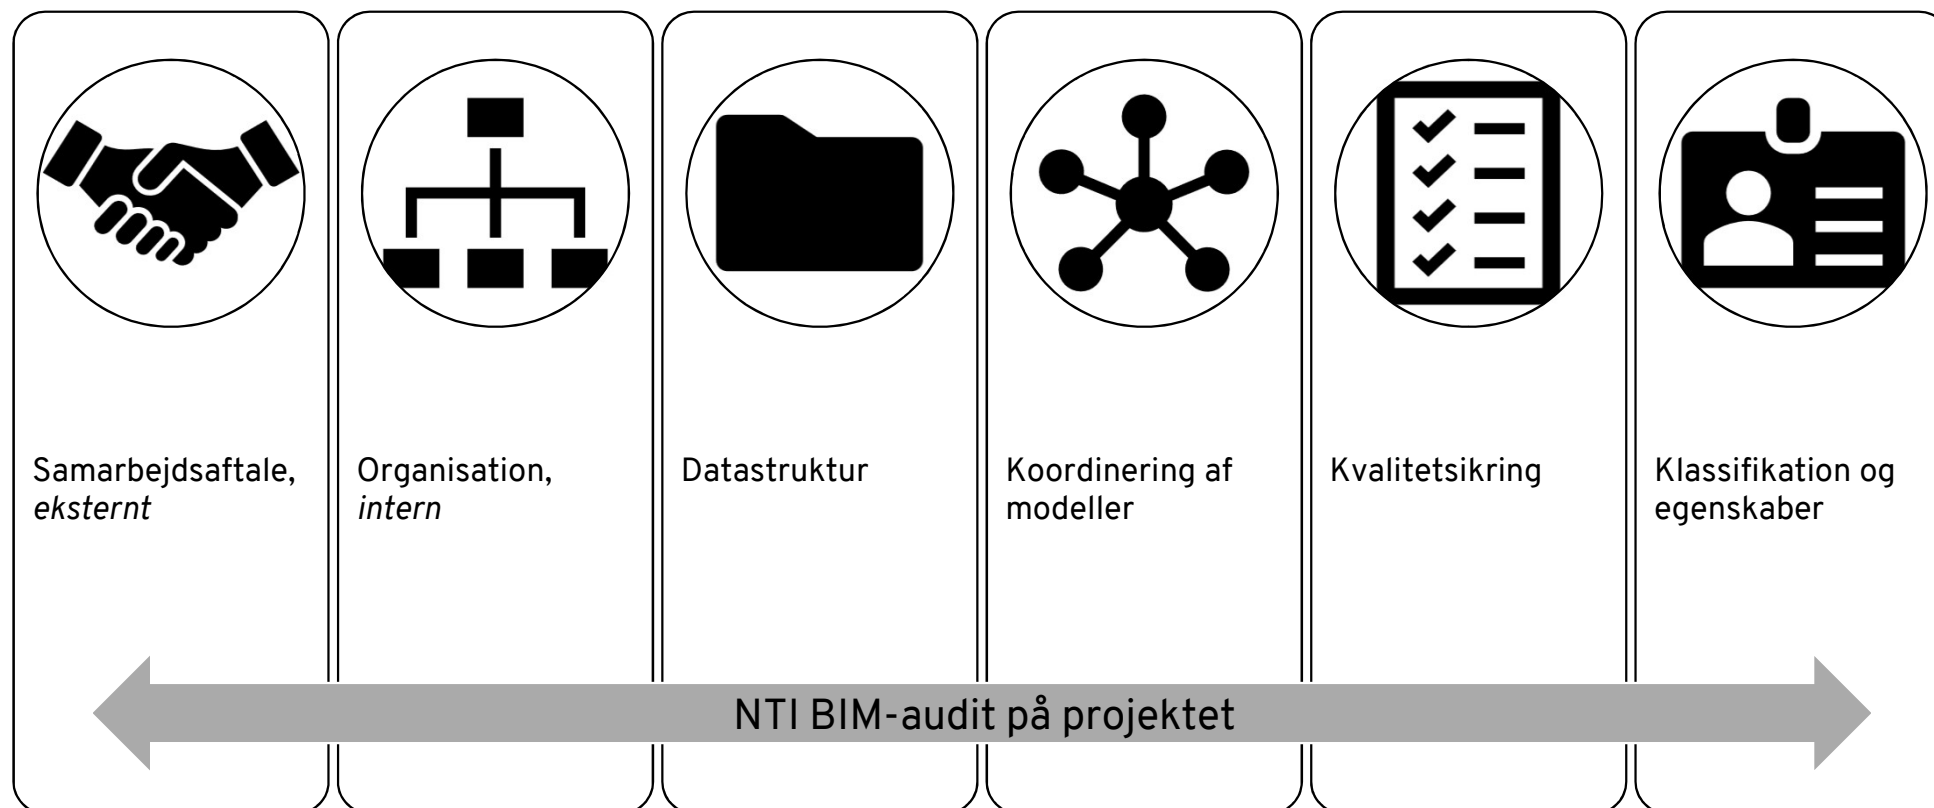 Samarbejdsaftale,
eksternt
Organisation,
intern
Datastruktur
Koordinering af
modeller
Kvalitetsikring
Klassifikation og
egenskaber
NTI BIM-audit på projektet